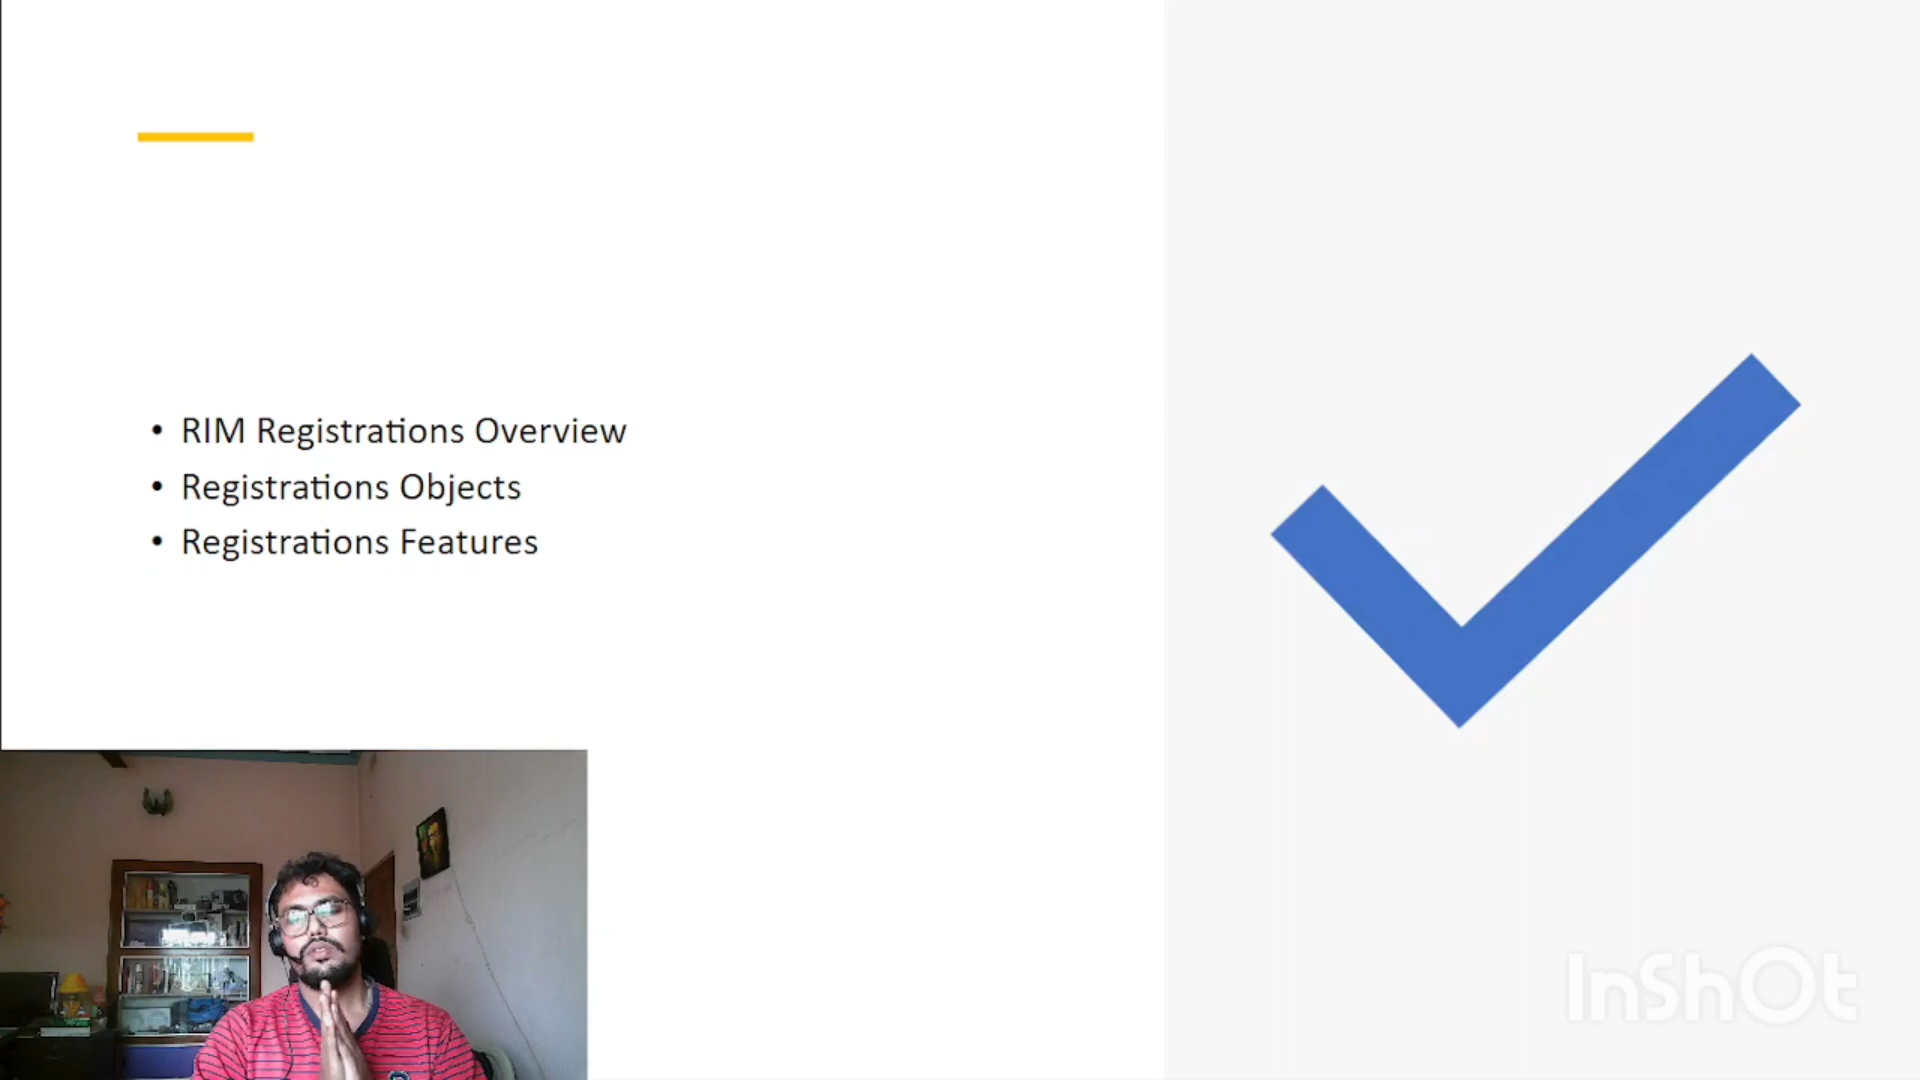 • RIM Registrations Overview
• Registrations Objects
• Registrations Features
InShOt